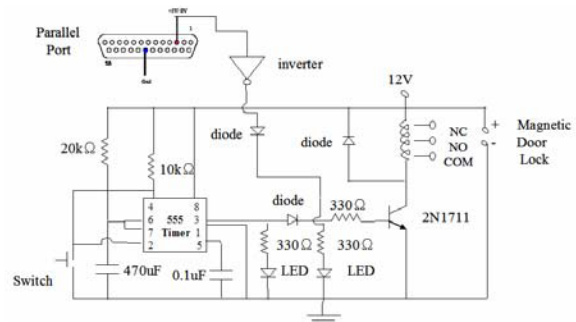 +5V/0V
1
Parallel
Port
Gnd
inverter
12V
diode
diode
NC
NO
COM
+
-
Magnetic
Door
Lock
20kΩ
10kΩ
4 8
6 555 3
7 Timer 1
2 5
diode
330Ω
2N1711
330Ω
330Ω
470uF
0.1uF
LED
LED
Switch